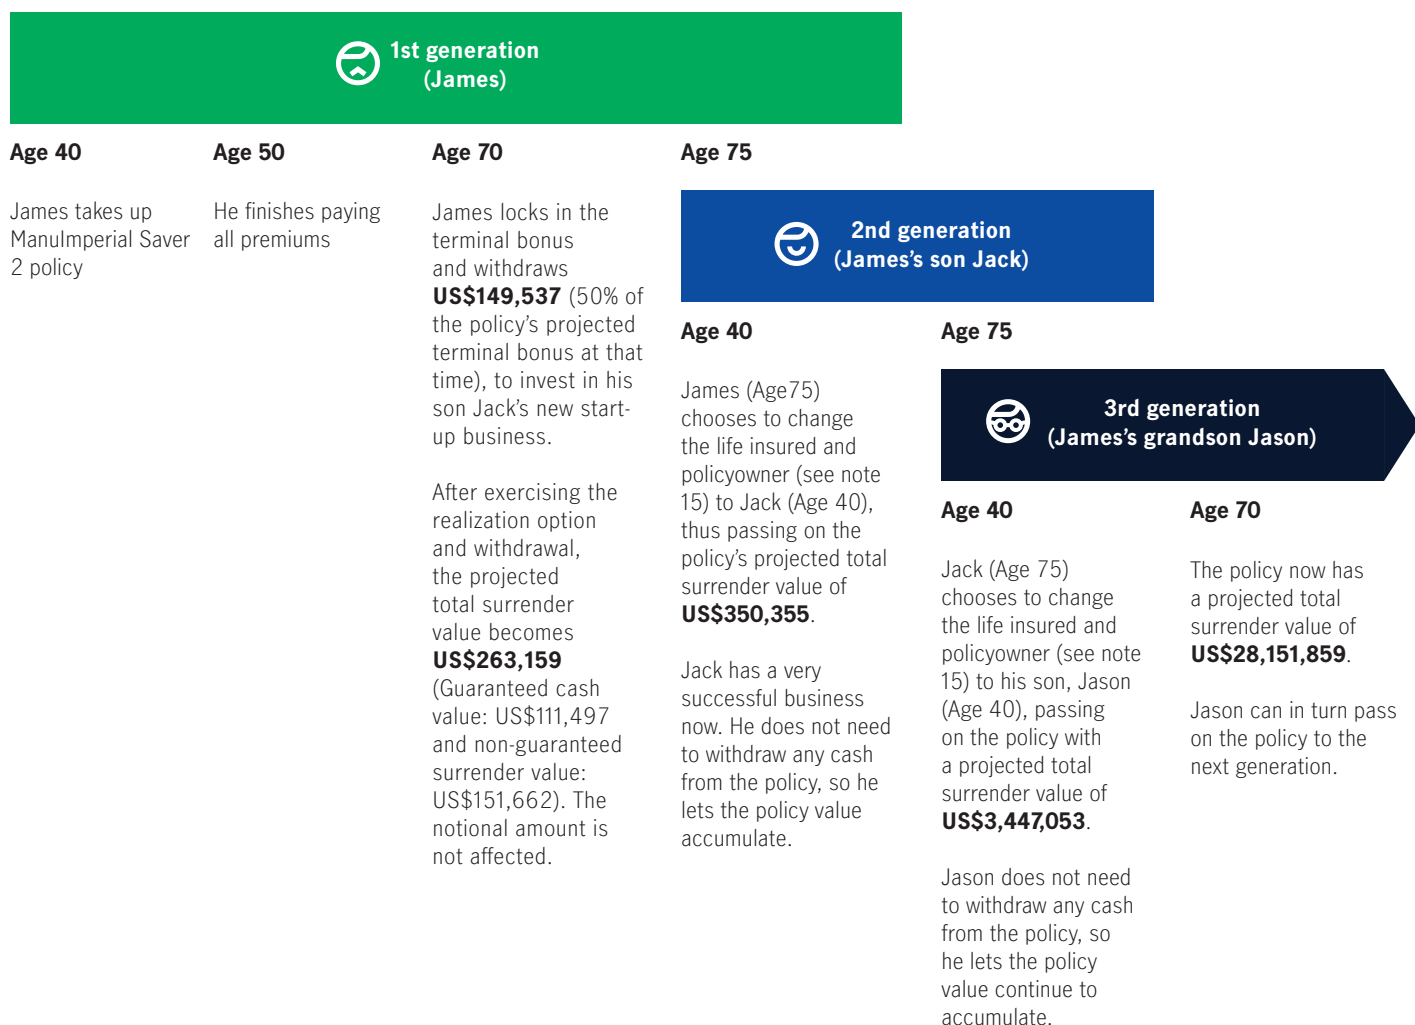 1st generation
(James)
Age 40
James takes up
ManuImperial Saver
2 policy
Age 50
He finishes paying
all premiums
Age 70
James locks in the
terminal bonus
and withdraws
US$149,537 (50% of
the policy’s projected
terminal bonus at that
time), to invest in his
son Jack’s new start-
up business.
After exercising the
realization option
and withdrawal,
the projected
total surrender
value becomes
US$263,159
(Guaranteed cash
value: US$111,497
and non-guaranteed
surrender value:
US$151,662). The
notional amount is
not affected.
Age 75
2nd generation
(James’s son Jack)
Age 40
James (Age75)
chooses to change
the life insured and
policyowner (see note
15) to Jack (Age 40),
thus passing on the
policy’s projected total
surrender value of
US$350,355.
Jack has a very
successful business
now. He does not need
to withdraw any cash
from the policy, so he
lets the policy value
accumulate.
Age 75
3rd generation
(James’s grandson Jason)
Age 40
Jack (Age 75)
chooses to change
the life insured and
policyowner (see note
15) to his son, Jason
(Age 40), passing
on the policy with
a projected total
surrender value of
US$3,447,053.
Jason does not need
to withdraw any cash
from the policy, so
he lets the policy
value continue to
accumulate.
Age 70
The policy now has
a projected total
surrender value of
US$28,151,859.
Jason can in turn pass
on the policy to the
next generation.